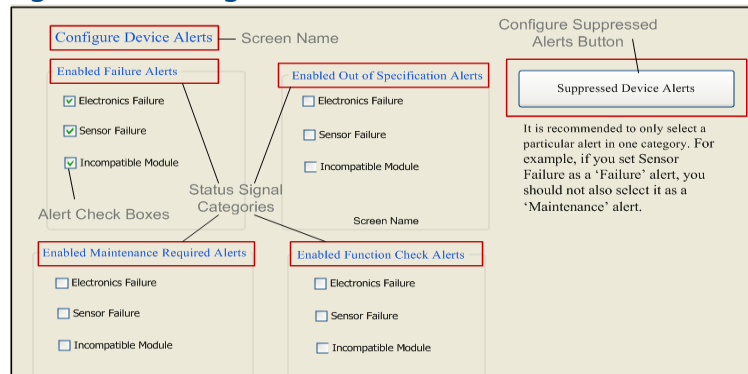 Configure Device Alerts
Screen Name
Configure Suppressed
Alerts Button
Enabled Failure Alerts
Electronics Failure
Sensor Failure
Incompatible Module
Alert Check Boxes
Status Signal
Categories
Enabled Out of Specification Alerts
Electronics Failure
Sensor Failure
Incompatible Module
Screen Name
Suppressed Device Alerts
It is recommended to only select a
particular alert in one category. For
example, if you set Sensor
Failure as a ‘Failure’ alert, you
should not also select it as a
‘Maintenance’ alert.
Enabled Maintenance Required Alerts
Electronics Failure
Sensor Failure
Incompatible Module
Enabled Function Check Alerts
Electronics Failure
Sensor Failure
Incompatible Module